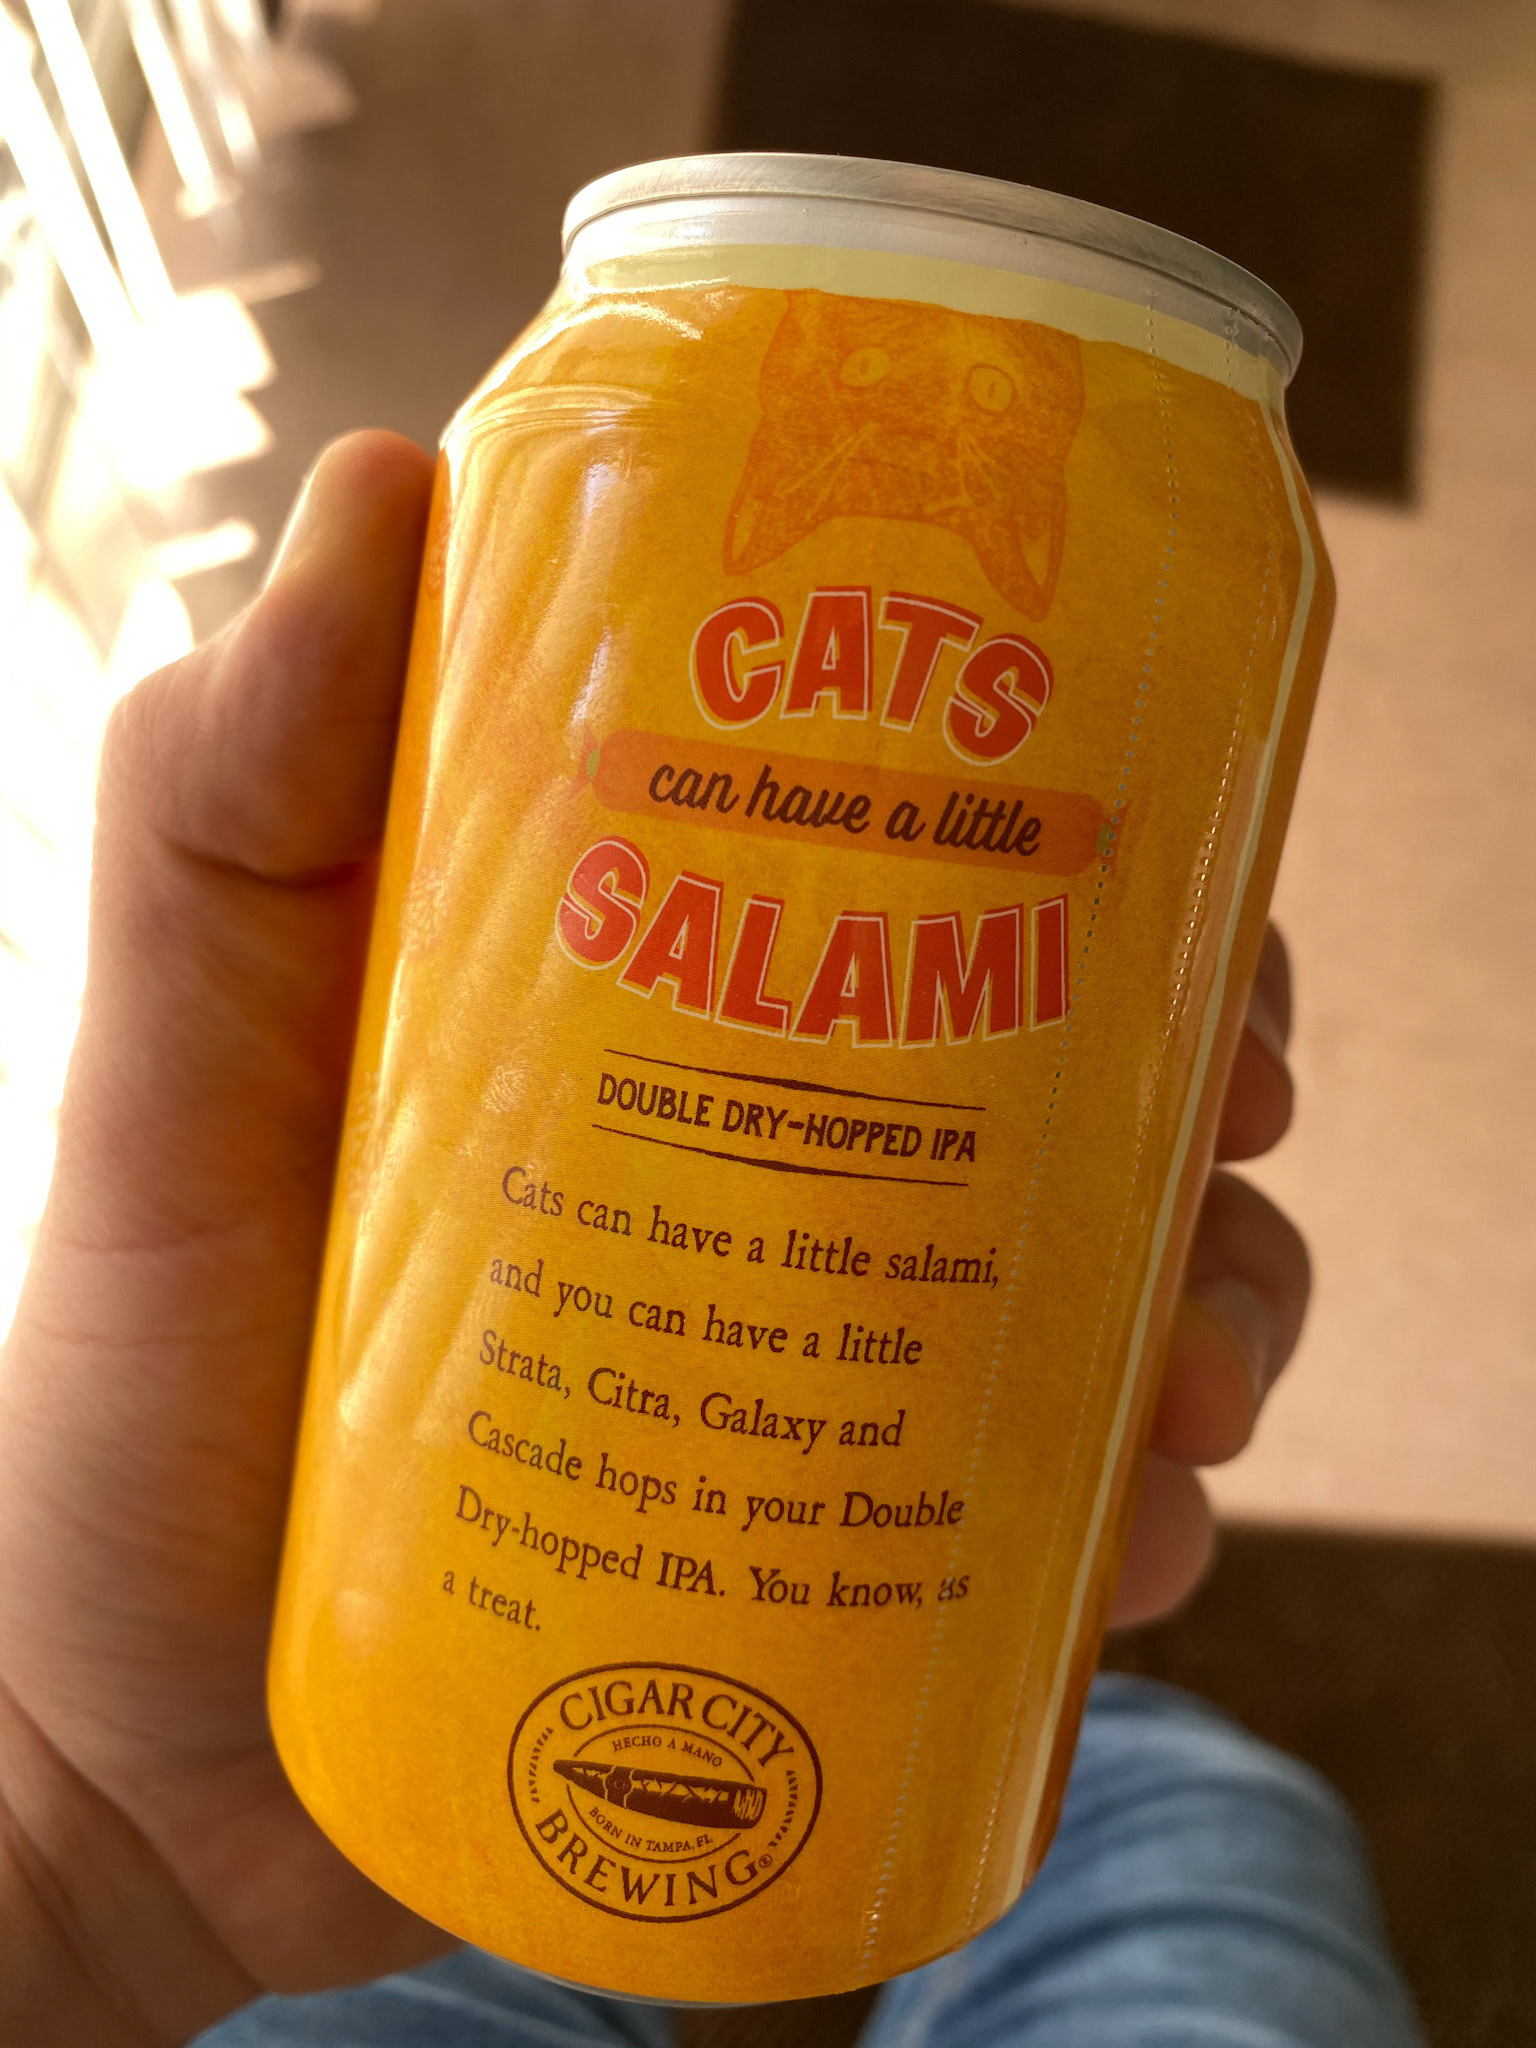 CATS
can have a little
SALAMI
DOUBLE DRY-HOPPED IPA
Cats can have a little salami,
and you can have a little
Strata, Citra, Galaxy and
Cascade hops in your Double
Dry-hopped IPA. You know, as
a treat.
CIGAR CITY
HECHO A MANO
BORN IN TAMPA, FL
BREWING®